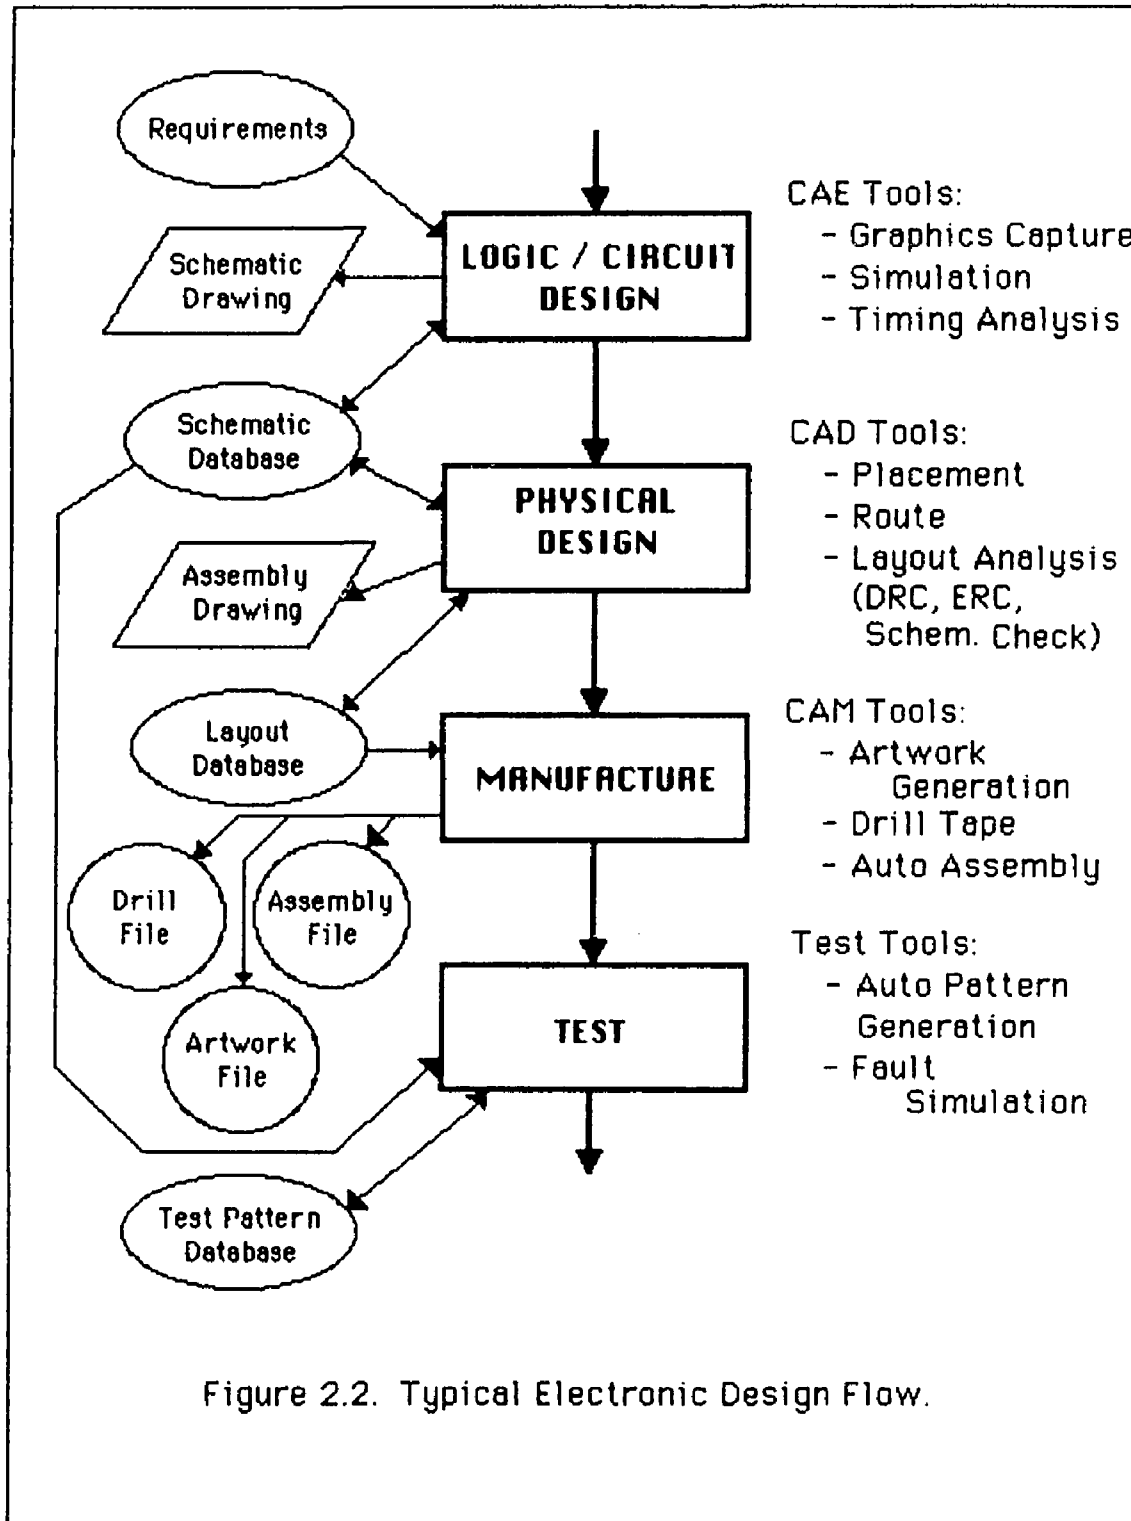 Requirements
LOGIC / CIRCUIT
DESIGN
CAE Tools:
- Graphics Capture
- Simulation
- Timing Analysis
Schematic
Drawing
Schematic
Database
PHYSICAL
DESIGN
CAD Tools:
- Placement
- Route
- Layout Analysis
(DRC, ERC,
Schem. Check)
Assembly
Drawing
Layout
Database
MANUFACTURE
CAM Tools:
- Artwork
Generation
- Drill Tape
- Auto Assembly
Drill
File
Assembly
File
Artwork
File
TEST
Test Tools:
- Auto Pattern
Generation
- Fault
Simulation
Test Pattern
Database
Figure 2.2. Typical Electronic Design Flow.